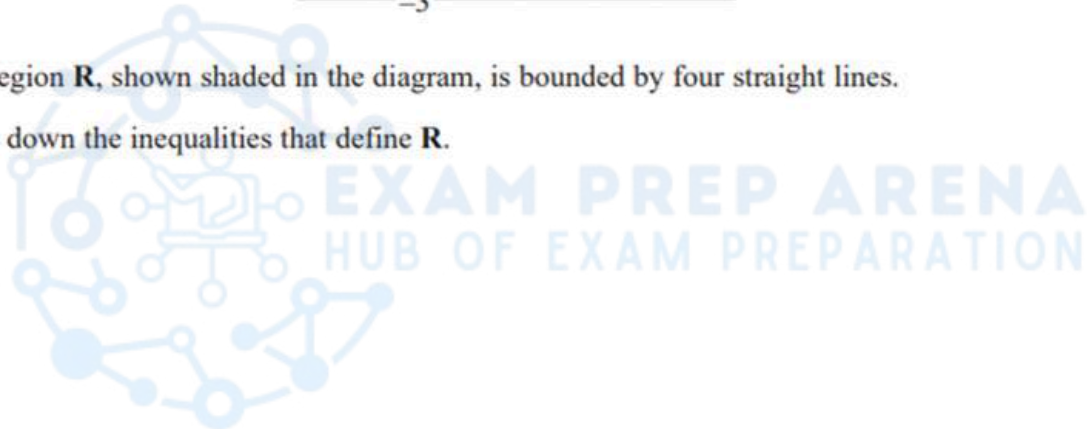 egion R, shown shaded in the diagram, is bounded by four straight lines.
down the inequalities that define R.
EXAM PREP ARENA
HUB OF EXAM PREPARATION